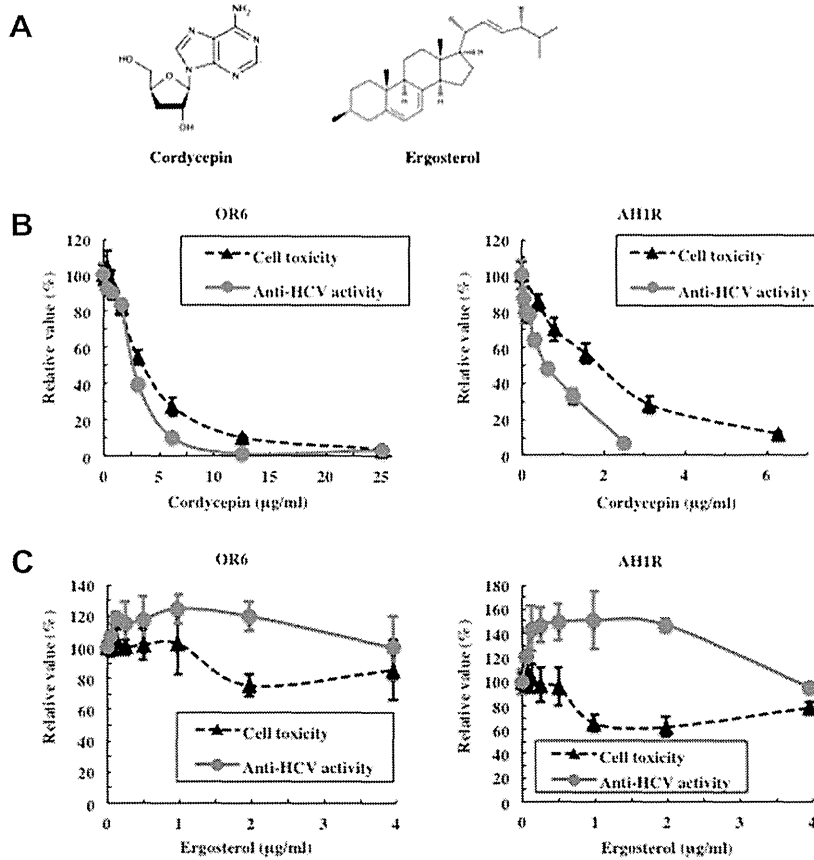 A
NH₂
N
N
N
N
HO
O
OH
H
H
H
Cordycepin
Ergosterol
B
OR6
Relative value (%)
120
100
80
60
40
20
0
Cell toxicity
Anti-HCV activity
0 5 10 15 20 25
Cordycepin (µg/ml)
AH1R
Relative value (%)
120
100
80
60
40
20
0
Cell toxicity
Anti-HCV activity
0 2 4 6
Cordycepin (µg/ml)
C
OR6
Relative value (%)
140
120
100
80
60
40
20
0
Cell toxicity
Anti-HCV activity
0 1 2 3 4
Ergosterol (µg/ml)
AH1R
Relative value (%)
180
160
140
120
100
80
60
40
20
0
Cell toxicity
Anti-HCV activity
0 1 2 3 4
Ergosterol (µg/ml)